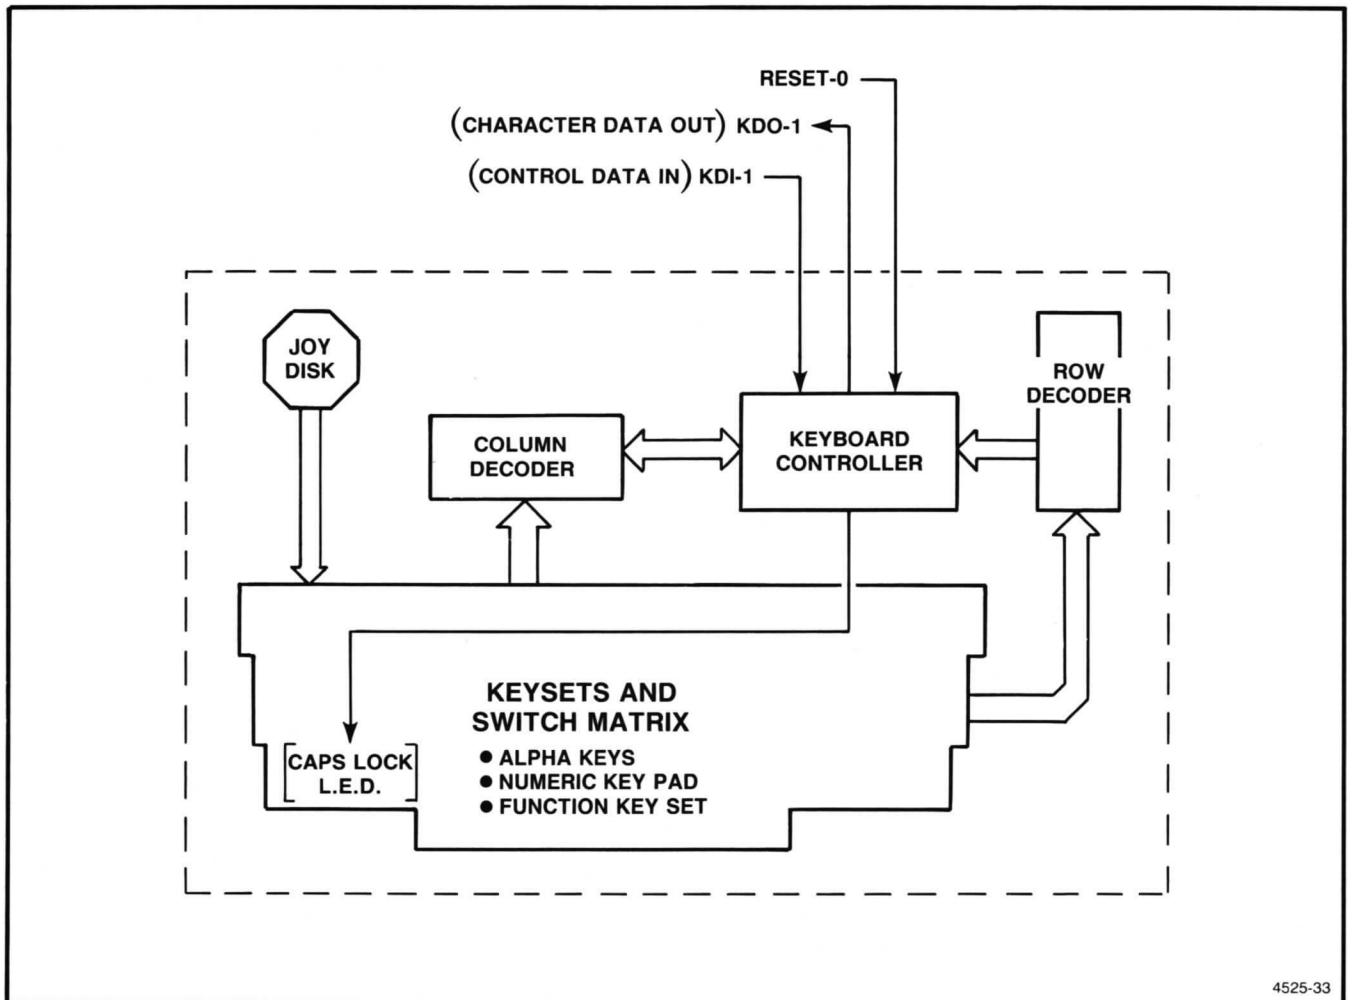 RESET-0
(CHARACTER DATA OUT) KDO-1
(CONTROL DATA IN) KDI-1
JOY
DISK
ROW
DECODER
COLUMN
DECODER
KEYBOARD
CONTROLLER
KEYSETS AND
SWITCH MATRIX
● ALPHA KEYS
● NUMERIC KEY PAD
● FUNCTION KEY SET
[CAPS LOCK
L.E.D.]
4525-33